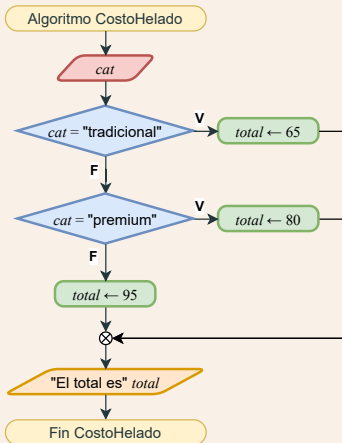 Algoritmo CostoHelado
cat
cat = "tradicional"
V
total ← 65
F
cat = "premium"
V
total ← 80
F
total ← 95
"El total es" total
Fin CostoHelado